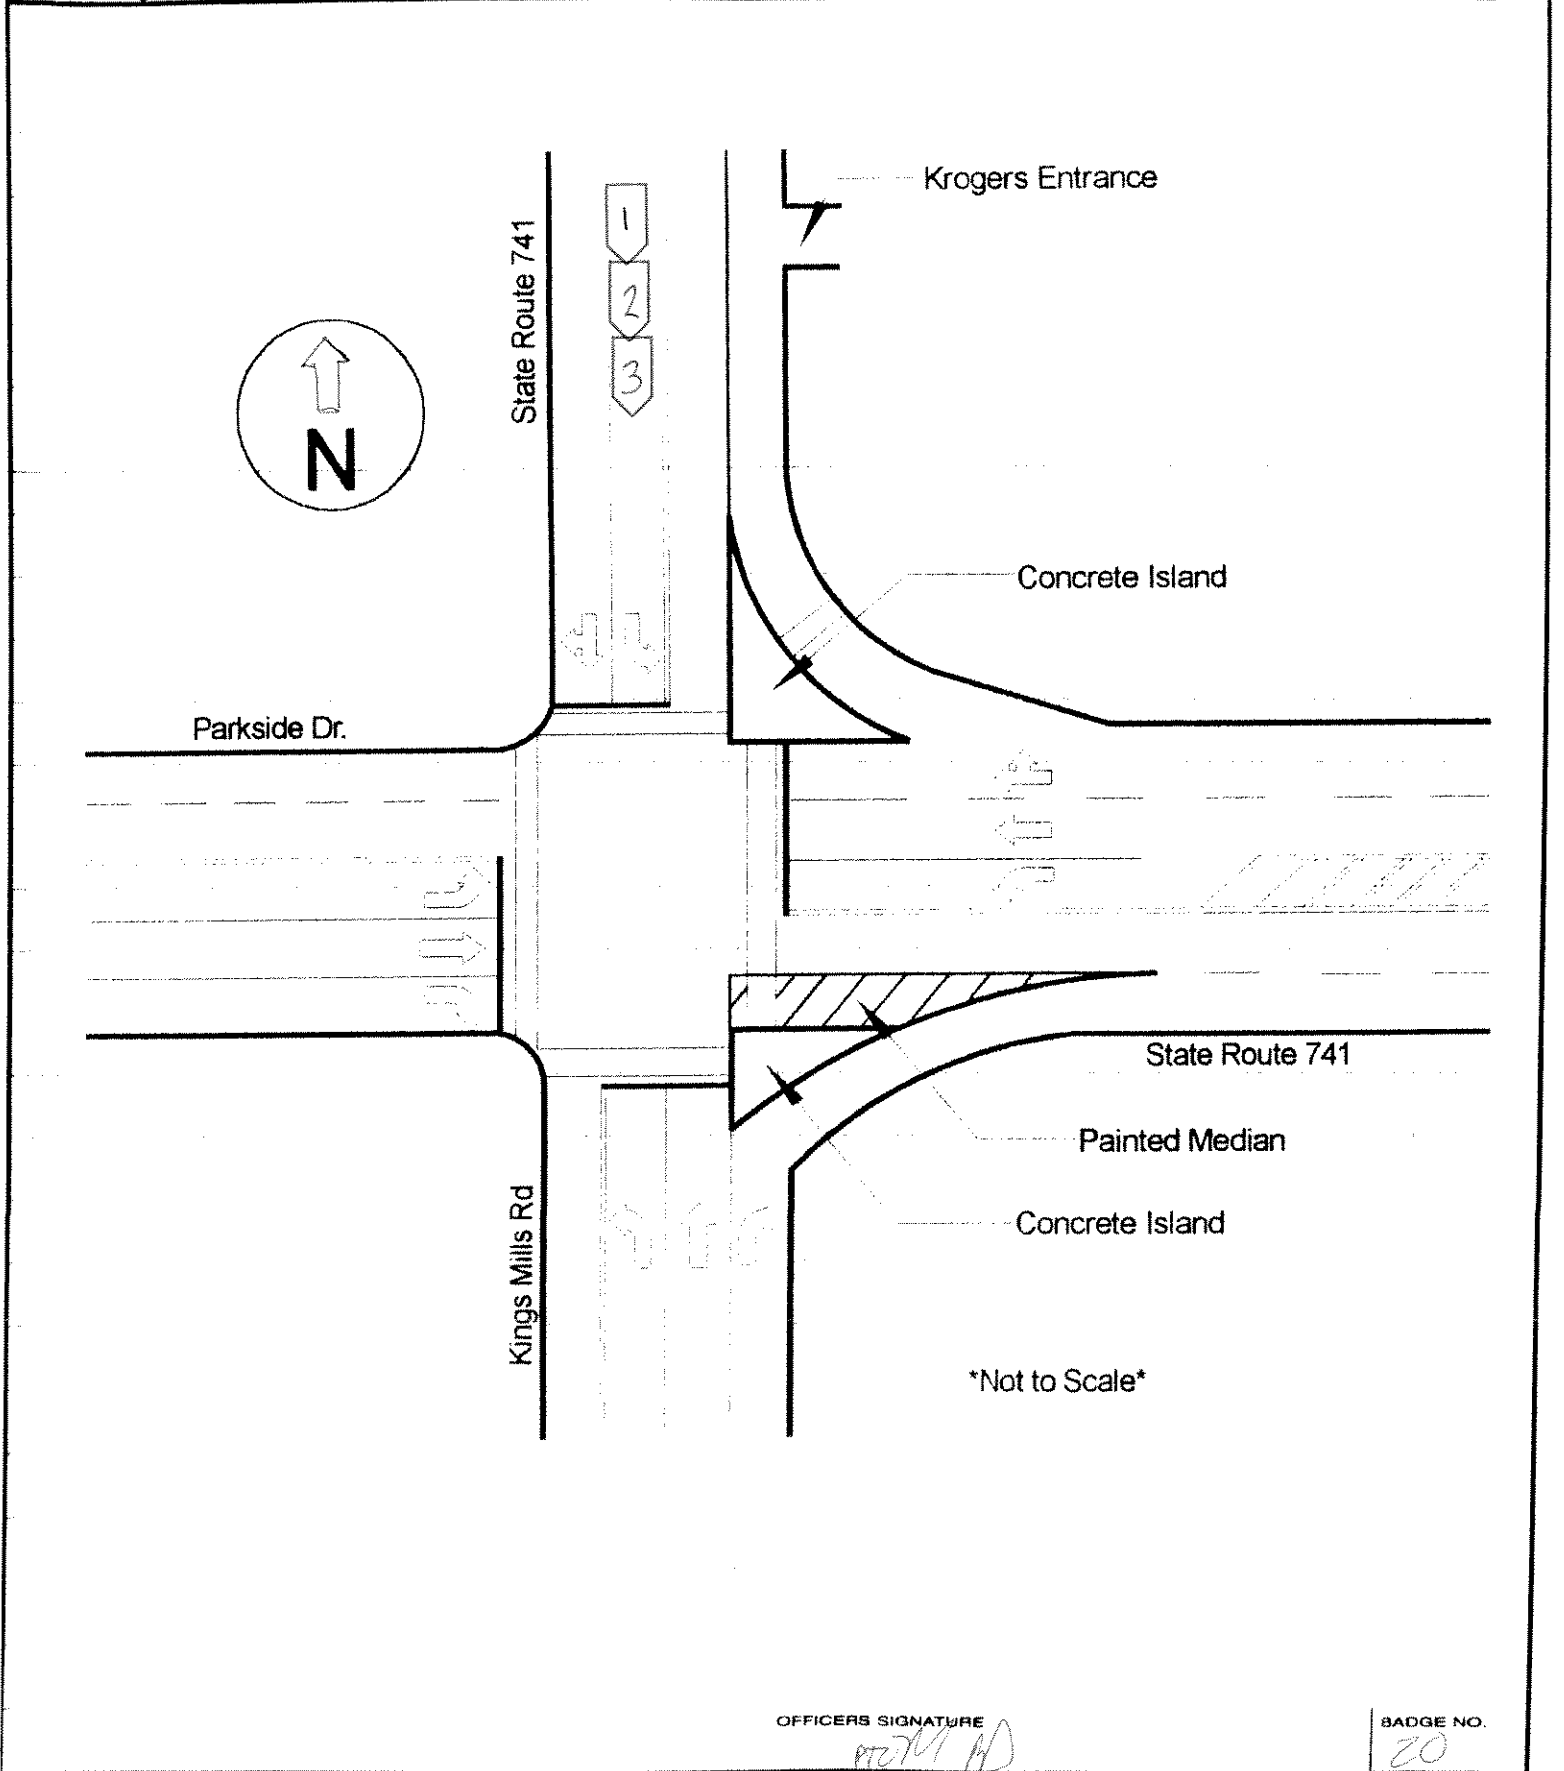 Krogers Entrance
State Route 741
1
2
3
N
Concrete Island
Parkside Dr.
State Route 741
Painted Median
Concrete Island
Kings Mills Rd
*Not to Scale*
OFFICERS SIGNATURE
BADGE NO.
20